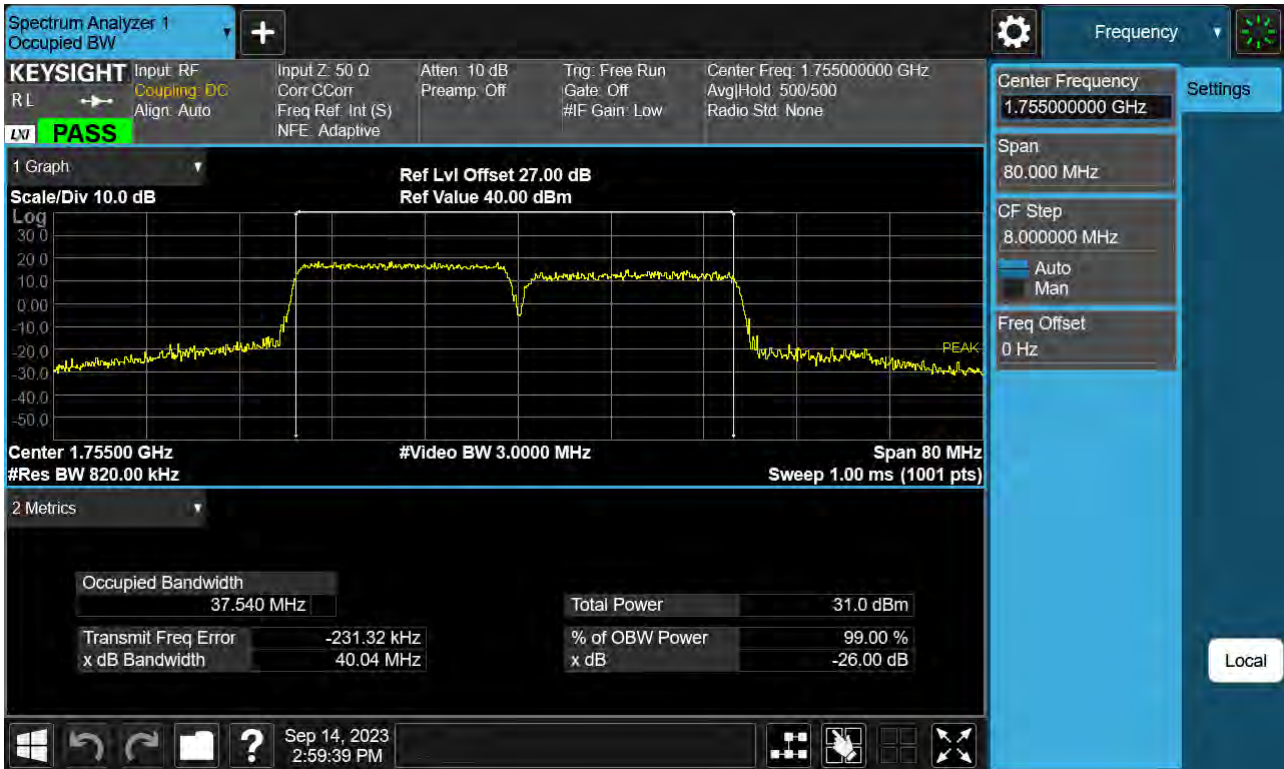 Spectrum Analyzer 1
Occupied BW
Frequency
KEYSIGHT
R L
LXI PASS
Input: RF
Coupling: DC
Align: Auto
Input Z: 50 Ω
Corr CCorr
Freq Ref: Int (S)
NFE: Adaptive
Atten: 10 dB
Preamp: Off
Trig: Free Run
Gate: Off
#IF Gain: Low
Center Freq: 1.755000000 GHz
Avg|Hold: 500/500
Radio Std: None
Center Frequency
1.755000000 GHz
Settings
Span
80.000 MHz
CF Step
8.000000 MHz
Auto
Man
Freq Offset
0 Hz
1 Graph
Ref Lvl Offset 27.00 dB
Scale/Div 10.0 dB
Ref Value 40.00 dBm
Log
30.0
20.0
10.0
0.00
-10.0
-20.0
-30.0
-40.0
-50.0
PEAK
Center 1.75500 GHz
#Video BW 3.0000 MHz
Span 80 MHz
#Res BW 820.00 kHz
Sweep 1.00 ms (1001 pts)
2 Metrics
Occupied Bandwidth
37.540 MHz
Total Power 31.0 dBm
Transmit Freq Error -231.32 kHz
% of OBW Power 99.00 %
x dB Bandwidth 40.04 MHz
x dB -26.00 dB
Local
?
Sep 14, 2023
2:59:39 PM